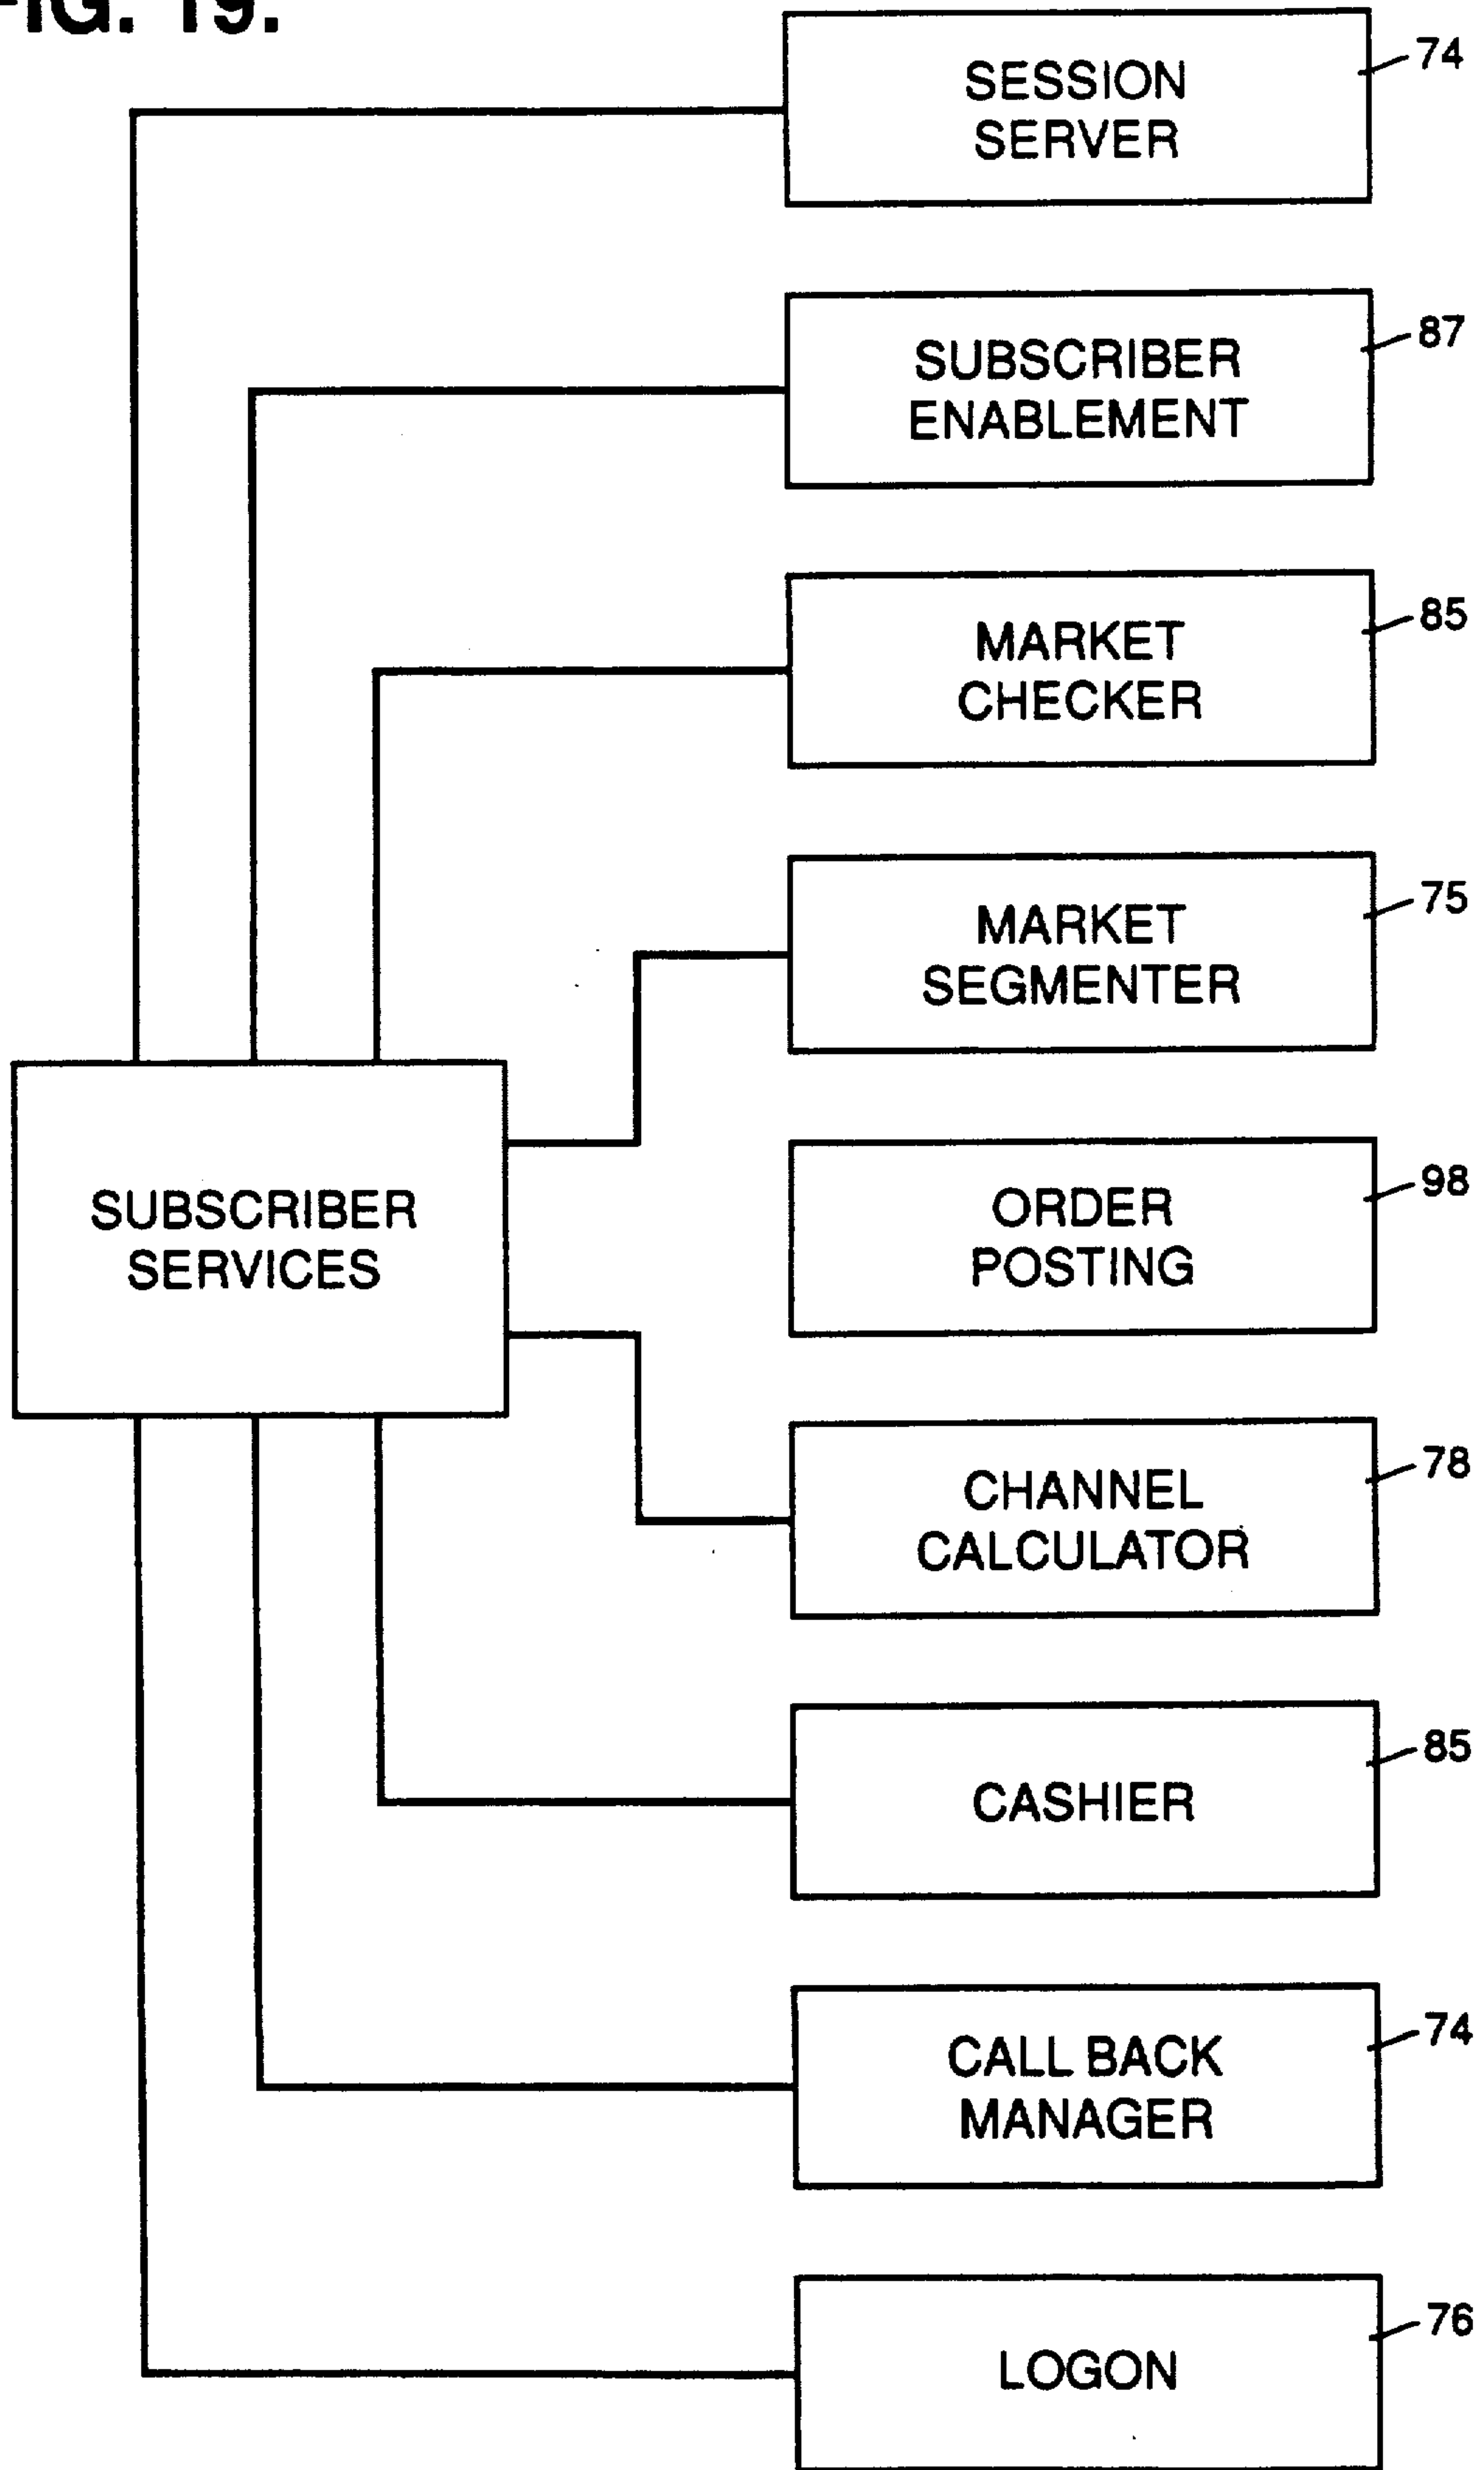 FIG. 19.
SESSION
SERVER
74
SUBSCRIBER
ENABLEMENT
87
MARKET
CHECKER
85
MARKET
SEGMENTER
75
SUBSCRIBER
SERVICES
ORDER
POSTING
98
CHANNEL
CALCULATOR
78
CASHIER
85
CALL BACK
MANAGER
74
LOGON
76